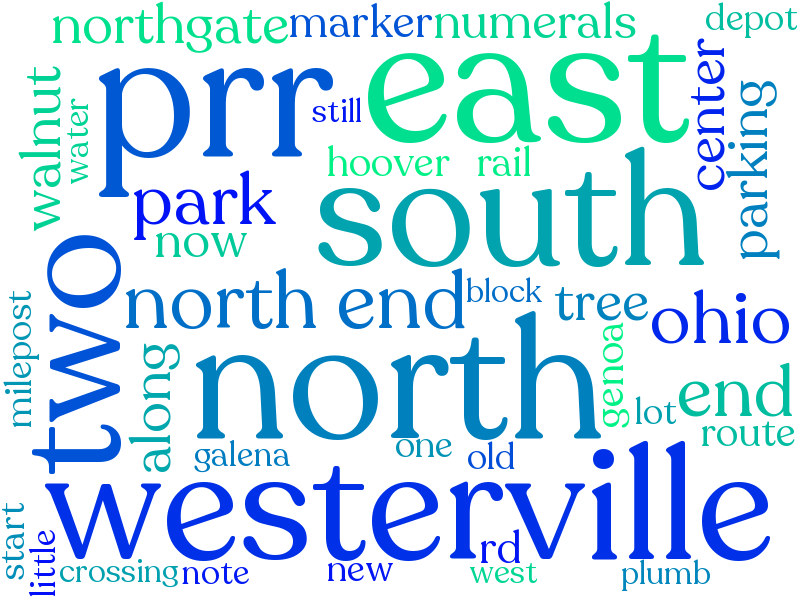 northgate marker numerals depot
prr east
still
walnut
water
center
parking
hoover rail
park
south
now
two
north end
block
tree
ohio
milepost
along
north
genoa
lot
end
route
galena
one
old
westerville
rd
start
little
crossing note
new
west
plumb